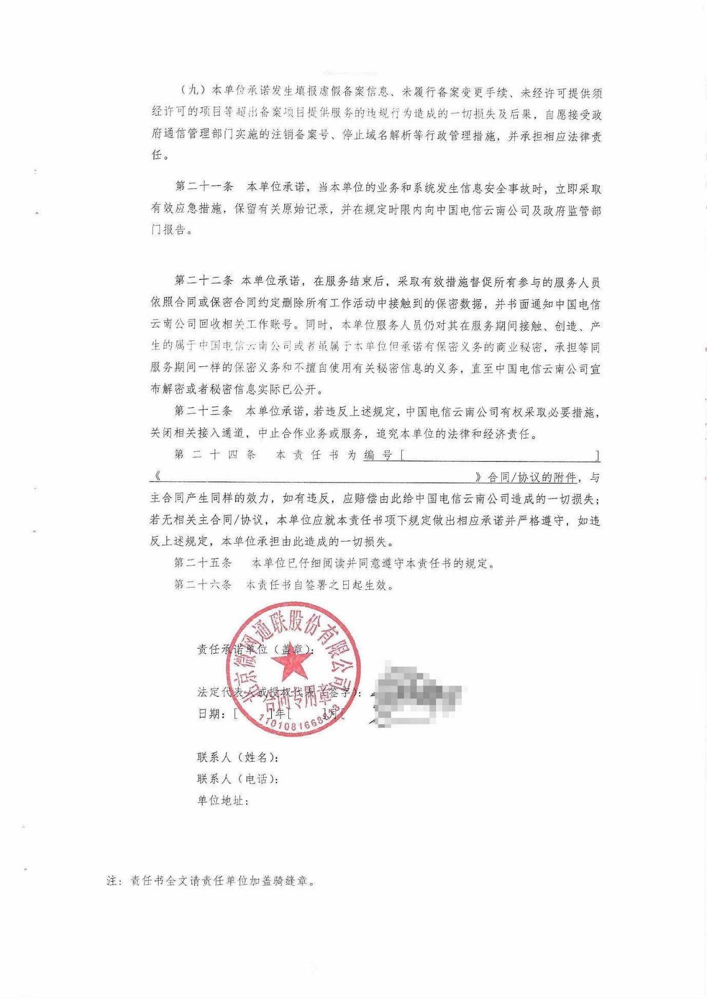 （九）本单位承诺发生填报虚假备案信息、未履行备案变更手续、未经许可提供须
经许可的项目等超出备案项目提供服务的违规行为造成的一切损失及后果，自愿接受政
府通信管理部门实施的注销备案号、停止域名解析等行政管理措施，并承担相应法律责
任。
第二十一条 本单位承诺，当本单位的业务和系统发生信息安全事故时，立即采取
有效应急措施，保留有关原始记录，并在规定时限内向中国电信云南公司及政府监管部
门报告。
第二十二条 本单位承诺，在服务结束后，采取有效措施督促所有参与的服务人员
依照合同或保密合同约定删除所有工作活动中接触到的保密数据，并书面通知中国电信
云南公司回收相关工作账号。同时，本单位服务人员仍对其在服务期间接触、创造、产
生的属于中国电信云南公司或者虽属于本单位但承诺有保密义务的商业秘密，承担等同
服务期间一样的保密义务和不擅自使用有关秘密信息的义务，直至中国电信云南公司宣
布解密或者秘密信息实际已公开。
第二十三条 本单位承诺，若违反上述规定，中国电信云南公司有权采取必要措施，
关闭相关接入通道，中止合作业务或服务，追究本单位的法律和经济责任。
第二十四条 本责任书为编号[ ]
《 》合同/协议的附件，与
主合同产生同样的效力，如有违反，应赔偿由此给中国电信云南公司造成的一切损失；
若无相关主合同/协议，本单位应就本责任书项下规定做出相应承诺并严格遵守，如违
反上述规定，本单位承担由此造成的一切损失。
第二十五条 本单位已仔细阅读并同意遵守本责任书的规定。
第二十六条 本责任书自签署之日起生效。
北京微网通联股份有限公司
责任承诺单位（盖章）：
法定代表人或授权代表（签字）：
合同专用章
日期：[ ]年[ ]月[
1101081668833
联系人（姓名）：
联系人（电话）：
单位地址：
注：责任书全文请责任单位加盖骑缝章。